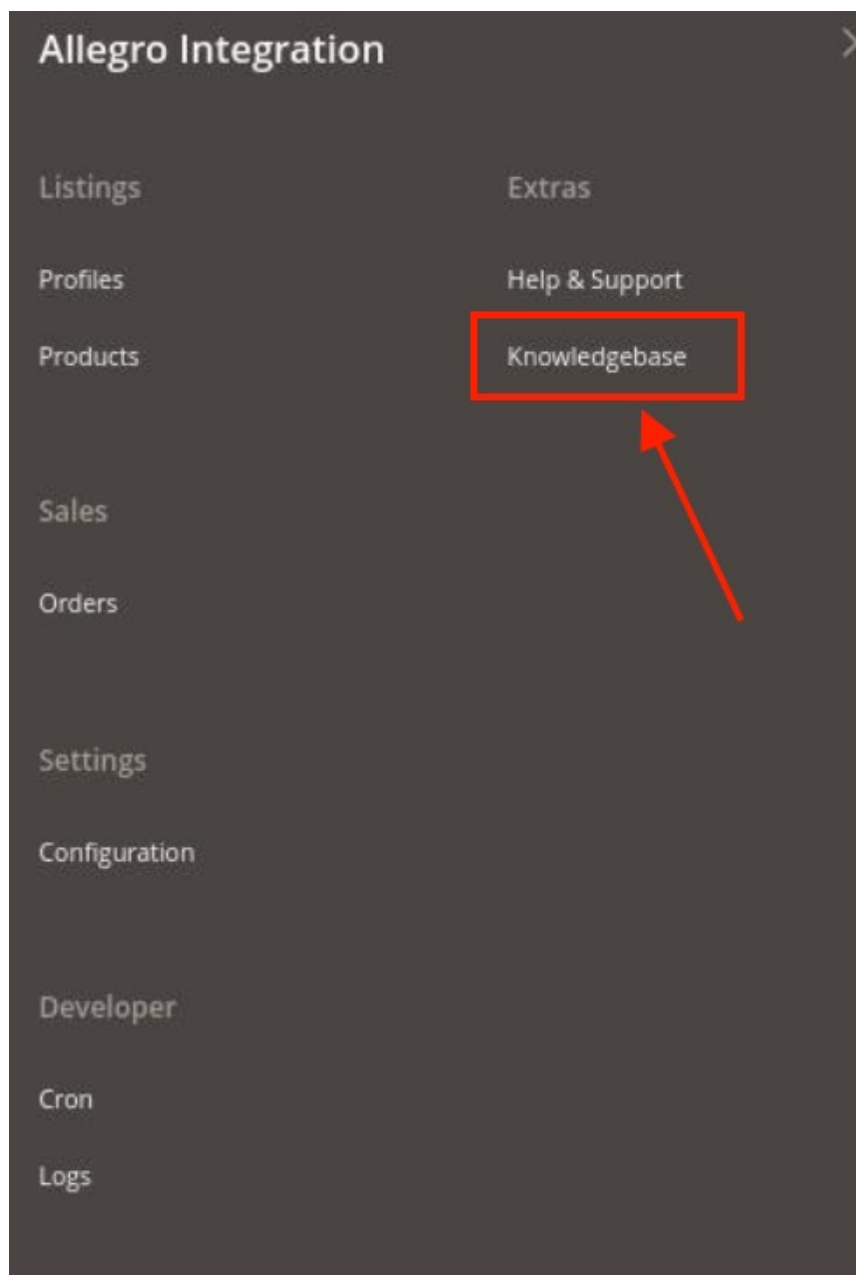 Allegro Integration
Listings
Profiles
Products
Sales
Orders
Settings
Configuration
Developer
Cron
Logs
Extras
Help & Support
Knowledgebase